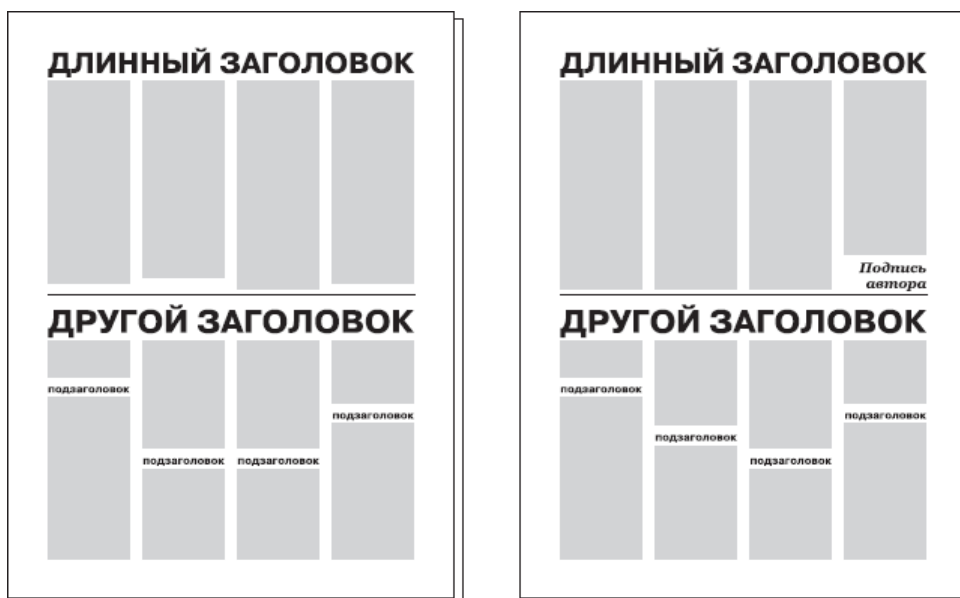 ДЛИННЫЙ ЗАГОЛОВОК
ДРУГОЙ ЗАГОЛОВОК
подзаголовок
подзаголовок
подзаголовок
подзаголовок
ДЛИННЫЙ ЗАГОЛОВОК
Подпись
автора
ДРУГОЙ ЗАГОЛОВОК
подзаголовок
подзаголовок
подзаголовок
подзаголовок